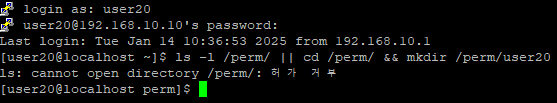 login as: user20
user20@192.168.10.10's password:
Last login: Tue Jan 14 10:36:53 2025 from 192.168.10.1
[user20@localhost ~]$ ls -l /perm/ || cd /perm/ && mkdir /perm/user20
ls: cannot open directory /perm/: 허가 거부
[user20@localhost perm]$